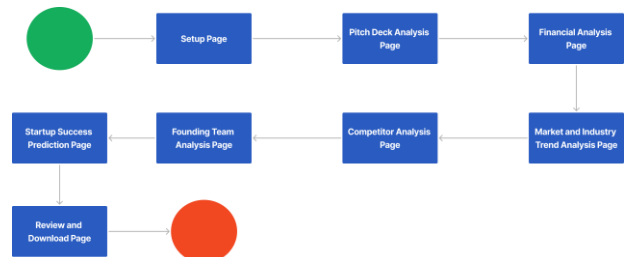 Setup Page
Pitch Deck Analysis
Page
Financial Analysis
Page
Startup Success
Prediction Page
Founding Team
Analysis Page
Competitor Analysis
Page
Market and Industry
Trend Analysis Page
Review and
Download Page